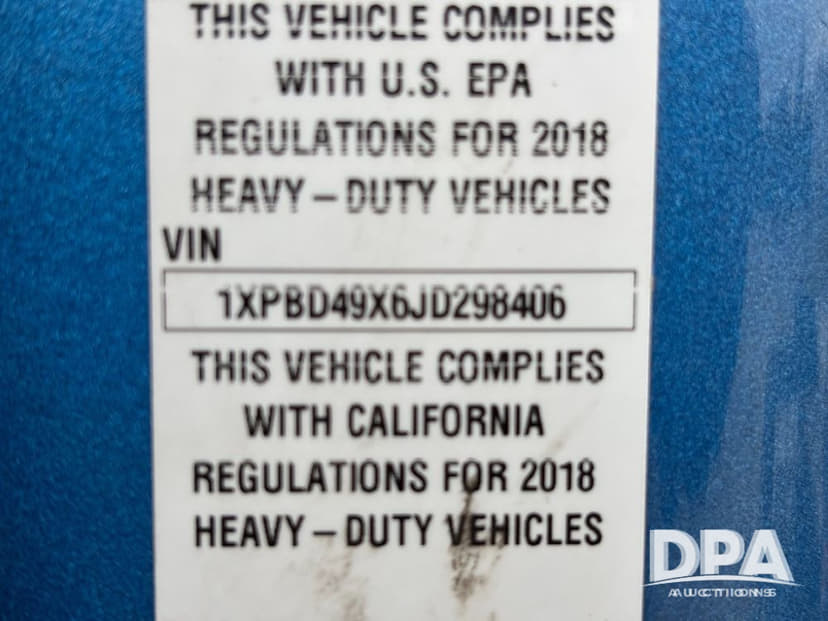 THIS VEHICLE COMPLIES
WITH U.S. EPA
REGULATIONS FOR 2018
HEAVY – DUTY VEHICLES
VIN
1XPBD49X6JD298406
THIS VEHICLE COMPLIES
WITH CALIFORNIA
REGULATIONS FOR 2018
HEAVY – DUTY VEHICLES
DPA
AUCTIONS